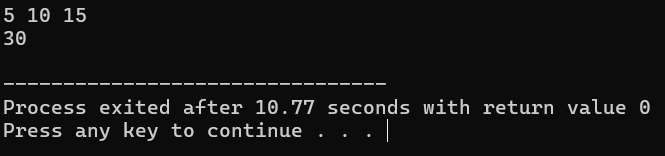 5 10 15
30
--------------------------------
Process exited after 10.77 seconds with return value 0
Press any key to continue . . .